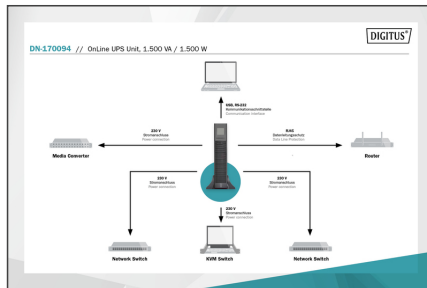 DIGITUS®
DN-170094 // OnLine UPS Unit, 1.500 VA / 1.500 W
USB, RS-232
Kommunikationsschnittstelle
Communication interface
230 V
Stromanschluss
Power connection
RJ45
Datenleitungsschutz
Data Line Protection
Media Converter
Router
230 V
Stromanschluss
Power connection
230 V
Stromanschluss
Power connection
230 V
Stromanschluss
Power connection
Network Switch
KVM Switch
Network Switch